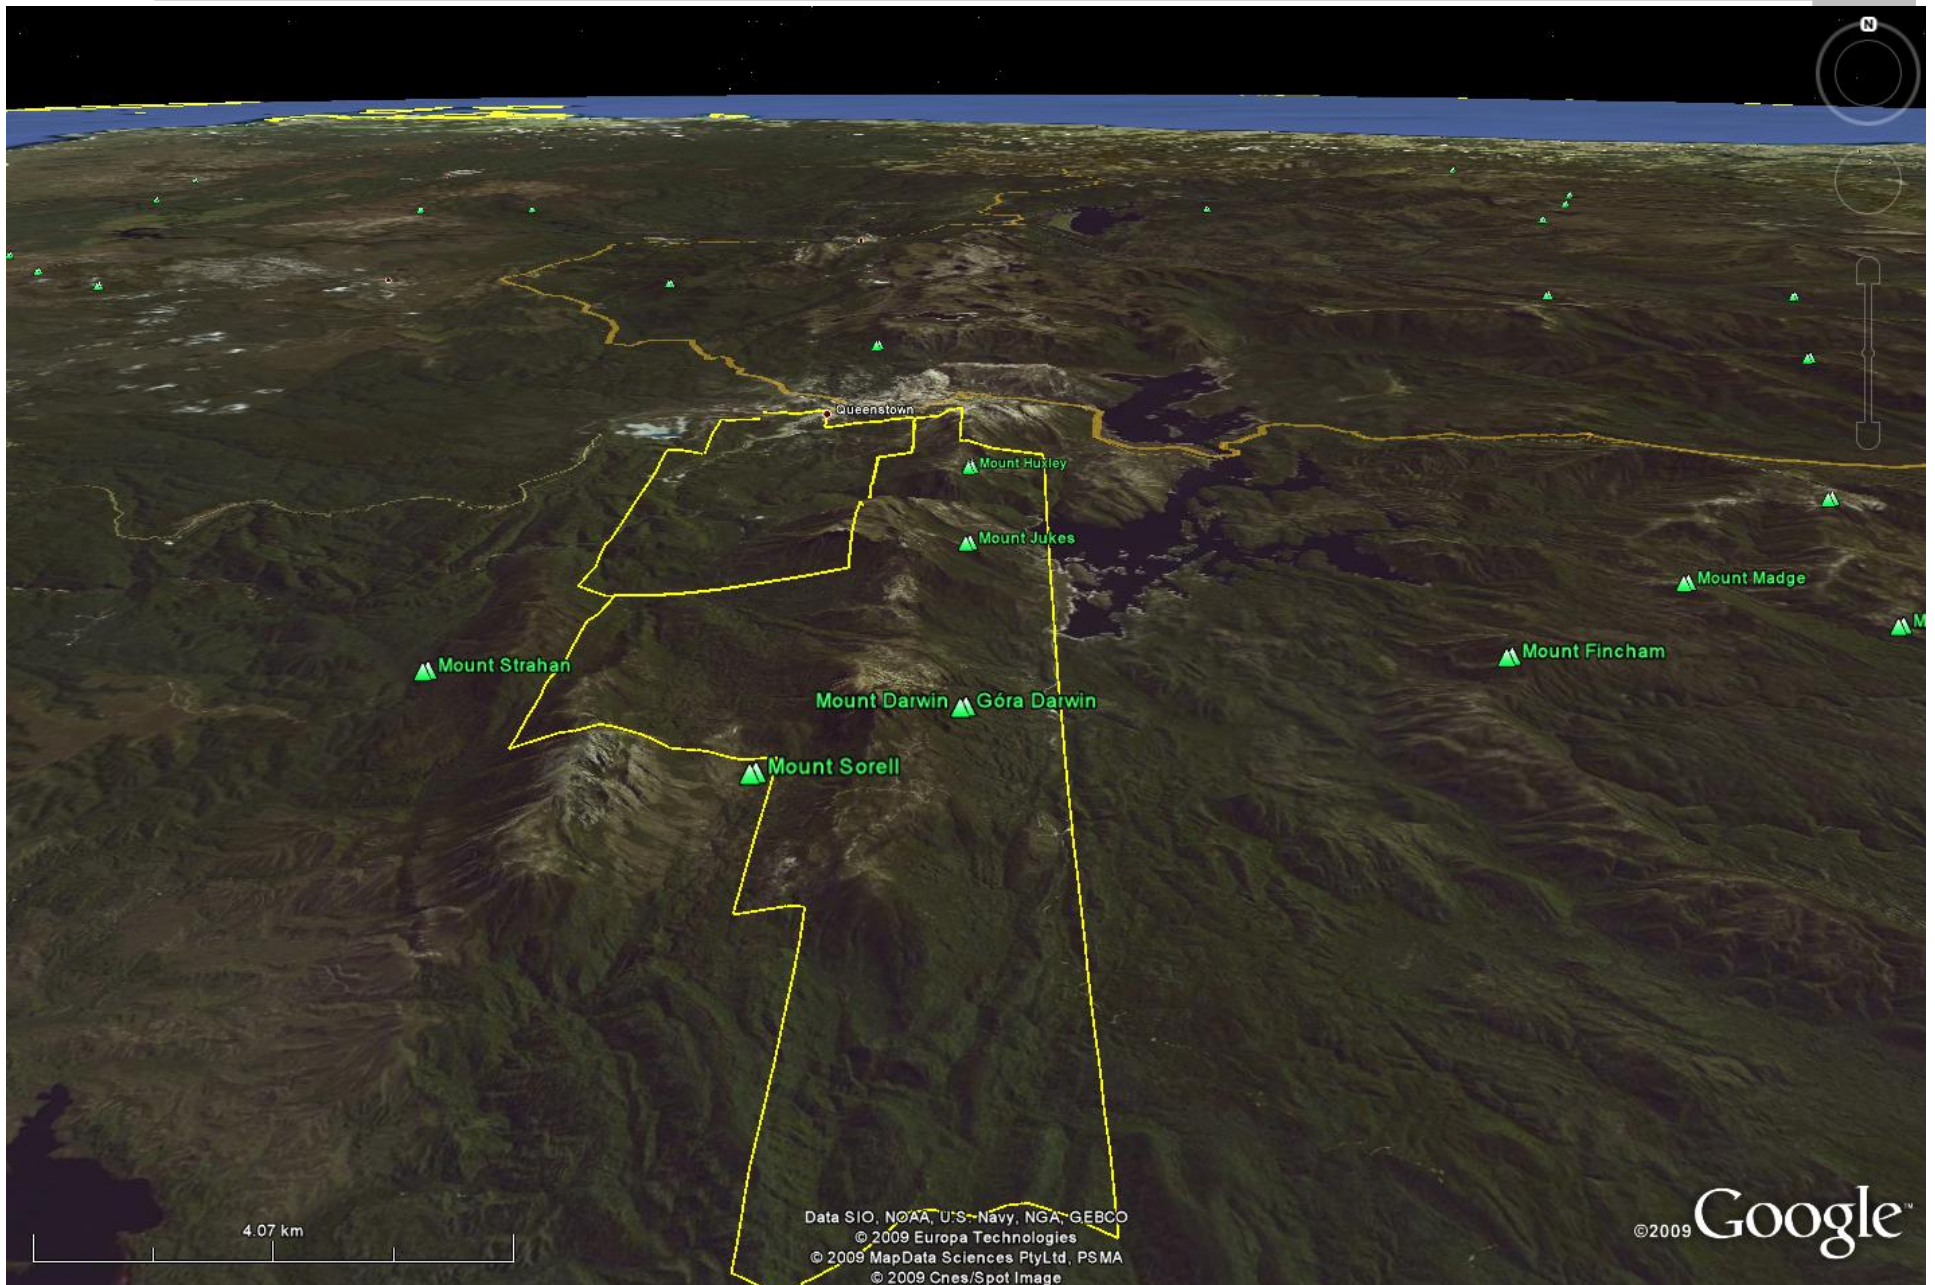 N
Queenstown
Mount Huxley
Mount Jukes
Mount Madge
M
Mount Fincham
Mount Strahan
Mount Darwin Góra Darwin
Mount Sorell
4.07 km
Data SIO, NOAA, U.S. Navy, NGA, GEBCO
© 2009 Europa Technologies
© 2009 MapData Sciences PtyLtd, PSMA
© 2009 Cnes/Spot Image
©2009 Google™